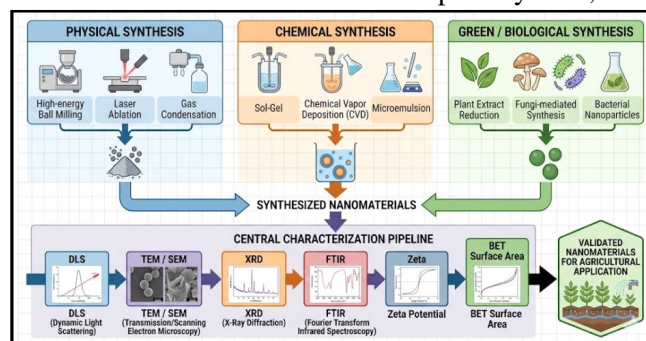 PHYSICAL SYNTHESIS
High-energy
Ball Milling
Laser
Ablation
Gas
Condensation
CHEMICAL SYNTHESIS
Sol-Gel
Chemical Vapor
Deposition (CVD)
Microemulsion
GREEN / BIOLOGICAL SYNTHESIS
Plant Extract
Reduction
Fungi-mediated
Synthesis
Bacterial
Nanoparticles
SYNTHESIZED NANOMATERIALS
CENTRAL CHARACTERIZATION PIPELINE
DLS
DLS
(Dynamic Light
Scattering)
TEM / SEM
TEM / SEM
(Transmission/Scanning
Electron Microscopy)
XRD
XRD
(X-Ray Diffraction)
FTIR
FTIR
(Fourier Transform
Infrared Spectroscopy)
Zeta
Zeta Potential
BET
Surface Area
BET Surface
Area
VALIDATED
NANOMATERIALS
FOR AGRICULTURAL
APPLICATION